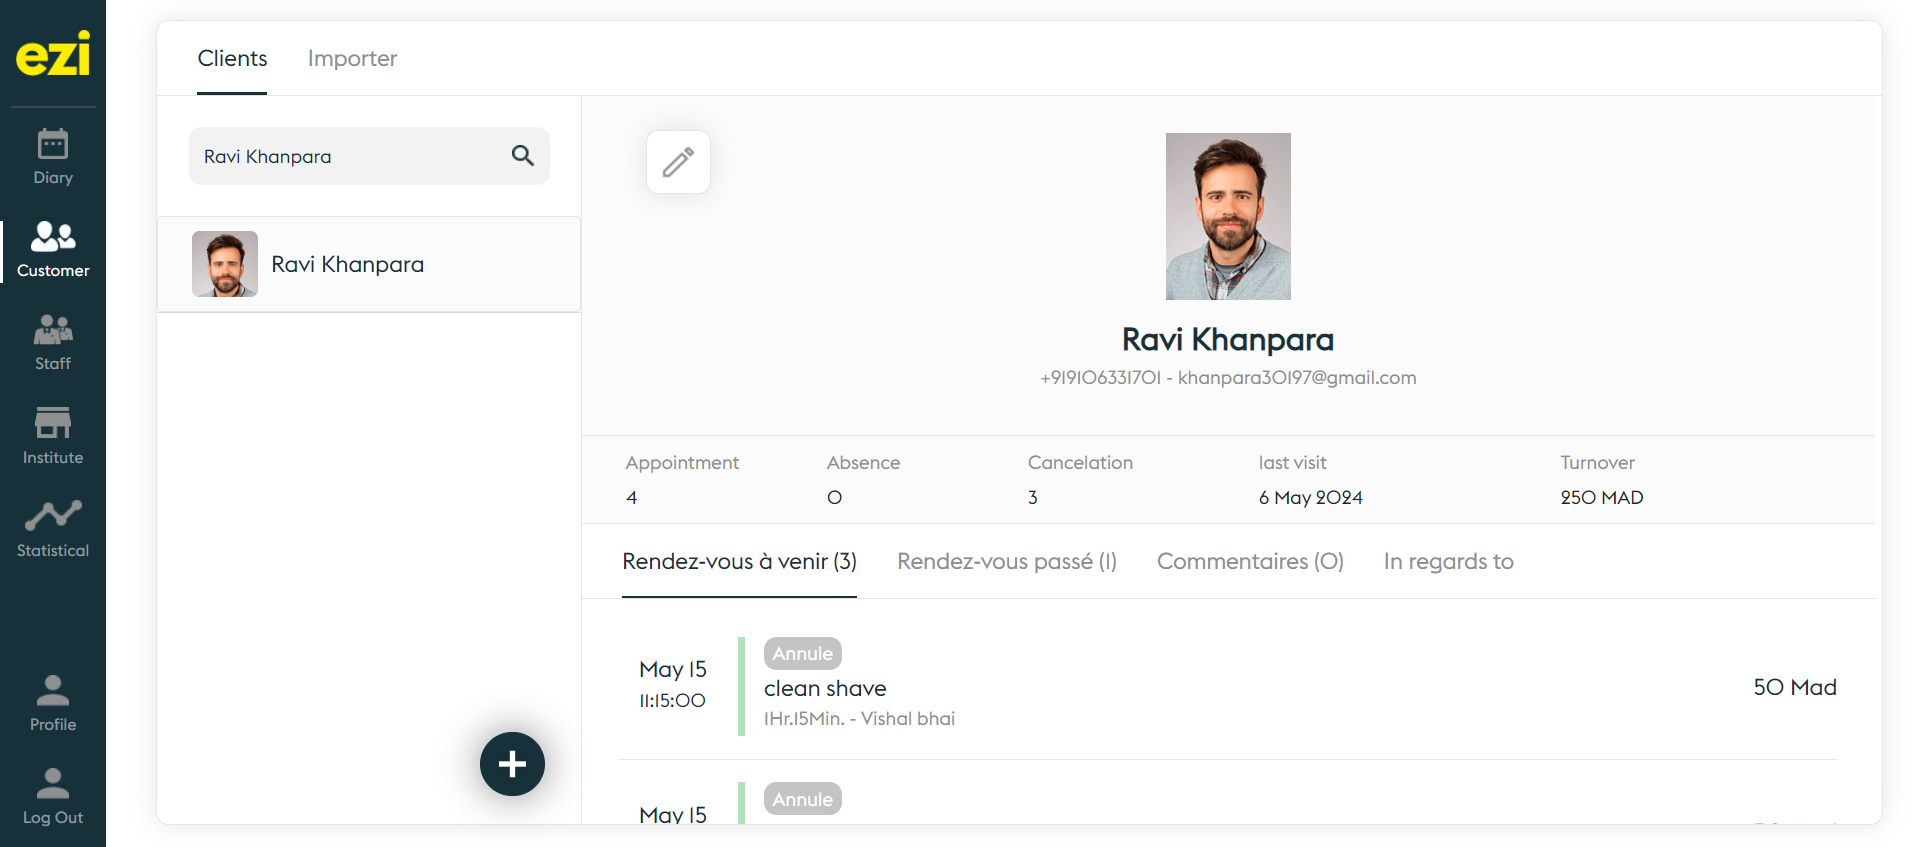 ezi
Diary
Customer
Staff
Institute
Statistical
Profile
Log Out
Clients Importer
Ravi Khanpara
Ravi Khanpara
Ravi Khanpara
+919106331701 - khanpara30197@gmail.com
Appointment Absence Cancelation last visit Turnover
4 0 3 6 May 2024 250 MAD
Rendez-vous à venir (3) Rendez-vous passé (1) Commentaires (0) In regards to
May 15
11:15:00
Annule
clean shave
1Hr.15Min. - Vishal bhai
50 Mad
May 15
Annule